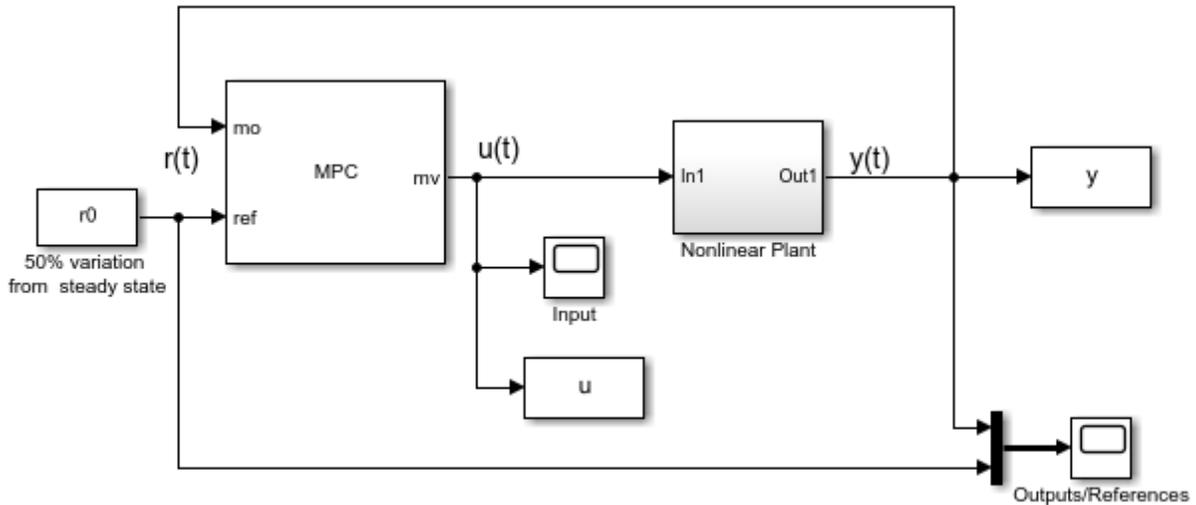 mo
r(t)
MPC
mv
u(t)
In1
Out1
y(t)
y
r0
ref
50% variation
from steady state
Nonlinear Plant
Input
u
Outputs/References